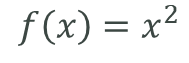 f(x) = x²